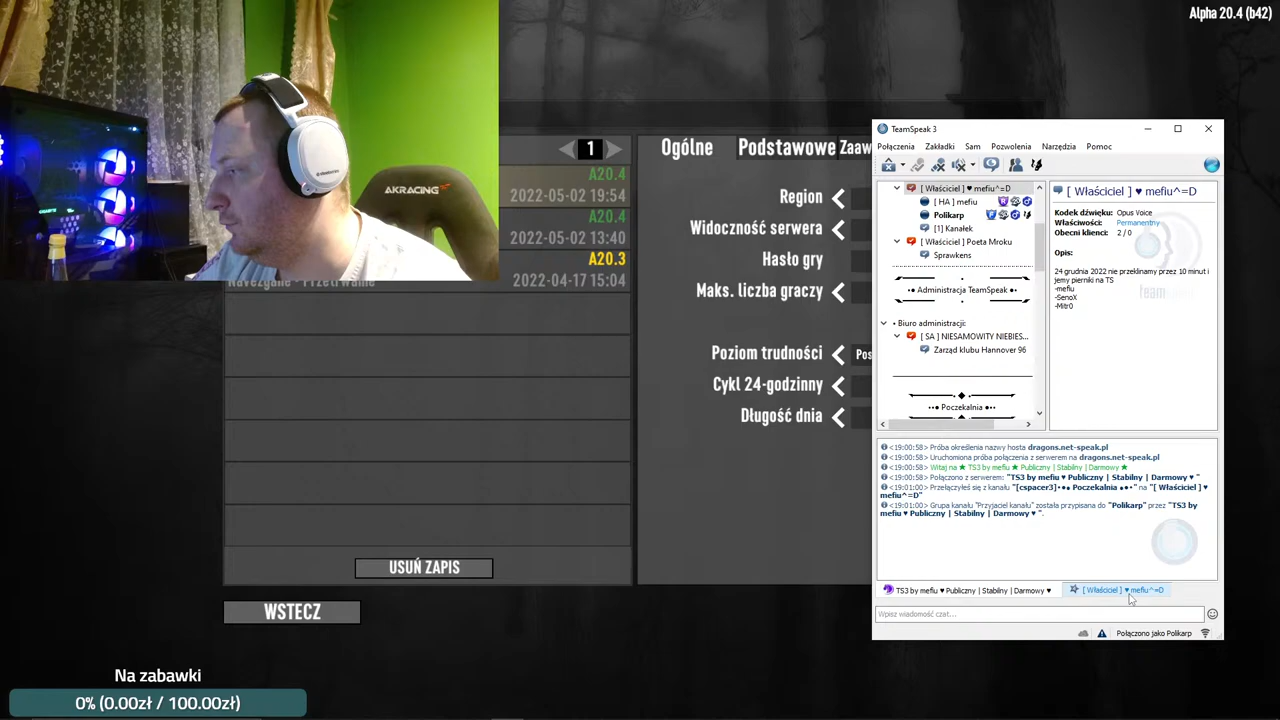 Alpha 20.4 (b42)
AKRACING
1
A20.4
2022-05-02 19:54
A20.4
2022-05-02 13:40
A20.3
Navezgane - Przetrwanie
2022-04-17 15:04
USUŃ ZAPIS
WSTECZ
Ogólne
Podstawowe
Zaaw
Region
Widoczność serwera
Hasło gry
Maks. liczba graczy
Poziom trudności
Pos
Cykl 24-godzinny
Długość dnia
TeamSpeak 3
Połączenia Zakładki Sam Pozwolenia Narzędzia Pomoc
[ Właściciel ] ♥ mefiu^=D
[ HA ] mefiu
Polikarp
[1] Kanałek
[ Właściciel ] Poeta Mroku
Sprawkens
•● Administracja TeamSpeak ●•
• Biuro administracji:
[ SA ] NIESAMOWITY NIEBIES...
Zarząd klubu Hannover 96
•●● Poczekalnia ●●•
[ Właściciel ] ♥ mefiu^=D
Kodek dźwięku: Opus Voice
Właściwości: Permanentny
Obecni klienci: 2 / 0
Opis:
24 grudnia 2022 nie przeklinamy przez 10 minut i
jemy pierniki na TS
-mefiu
-SenoX
-Mitr0
<19:00:58> Próba określenia nazwy hosta dragons.net-speak.pl
<19:00:58> Uruchomiona próba połączenia z serwerem na dragons.net-speak.pl
<19:00:58> Witaj na ★ TS3 by mefiu ★ Publiczny | Stabilny | Darmowy ★
<19:00:58> Połączono z serwerem: "TS3 by mefiu ♥ Publiczny | Stabilny | Darmowy ♥ "
<19:01:00> Przełączyłeś się z kanału "[cspacer3]•●● Poczekalnia ●●•" na "[ Właściciel ] ♥
mefiu^=D"
<19:01:00> Grupa kanału "Przyjaciel kanału" została przypisana do "Polikarp" przez "TS3 by
mefiu ♥ Publiczny | Stabilny | Darmowy ♥ ".
TS3 by mefiu ♥ Publiczny | Stabilny | Darmowy ♥
[ Właściciel ] ♥ mefiu^=D
Wpisz wiadomość czat...
Połączono jako Polikarp
Na zabawki
0% (0.00zł / 100.00zł)